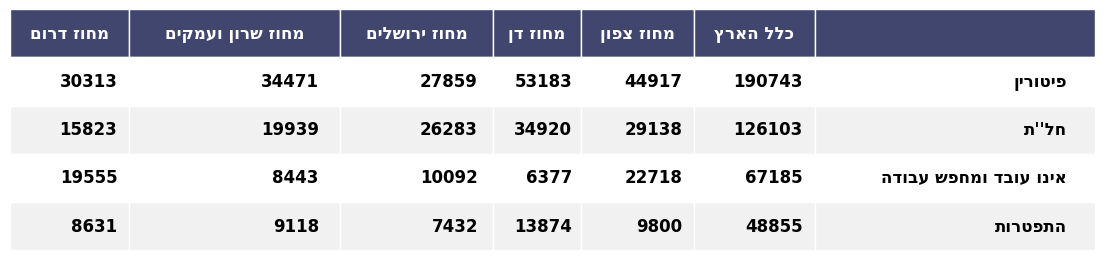 כלל הארץ מחוז צפון מחוז דן מחוז ירושלים מחוז שרון ועמקים מחוז דרום
פיטורין 190743 44917 53183 27859 34471 30313
חל''ת 126103 29138 34920 26283 19939 15823
אינו עובד ומחפש עבודה 67185 22718 6377 10092 8443 19555
התפטרות 48855 9800 13874 7432 9118 8631